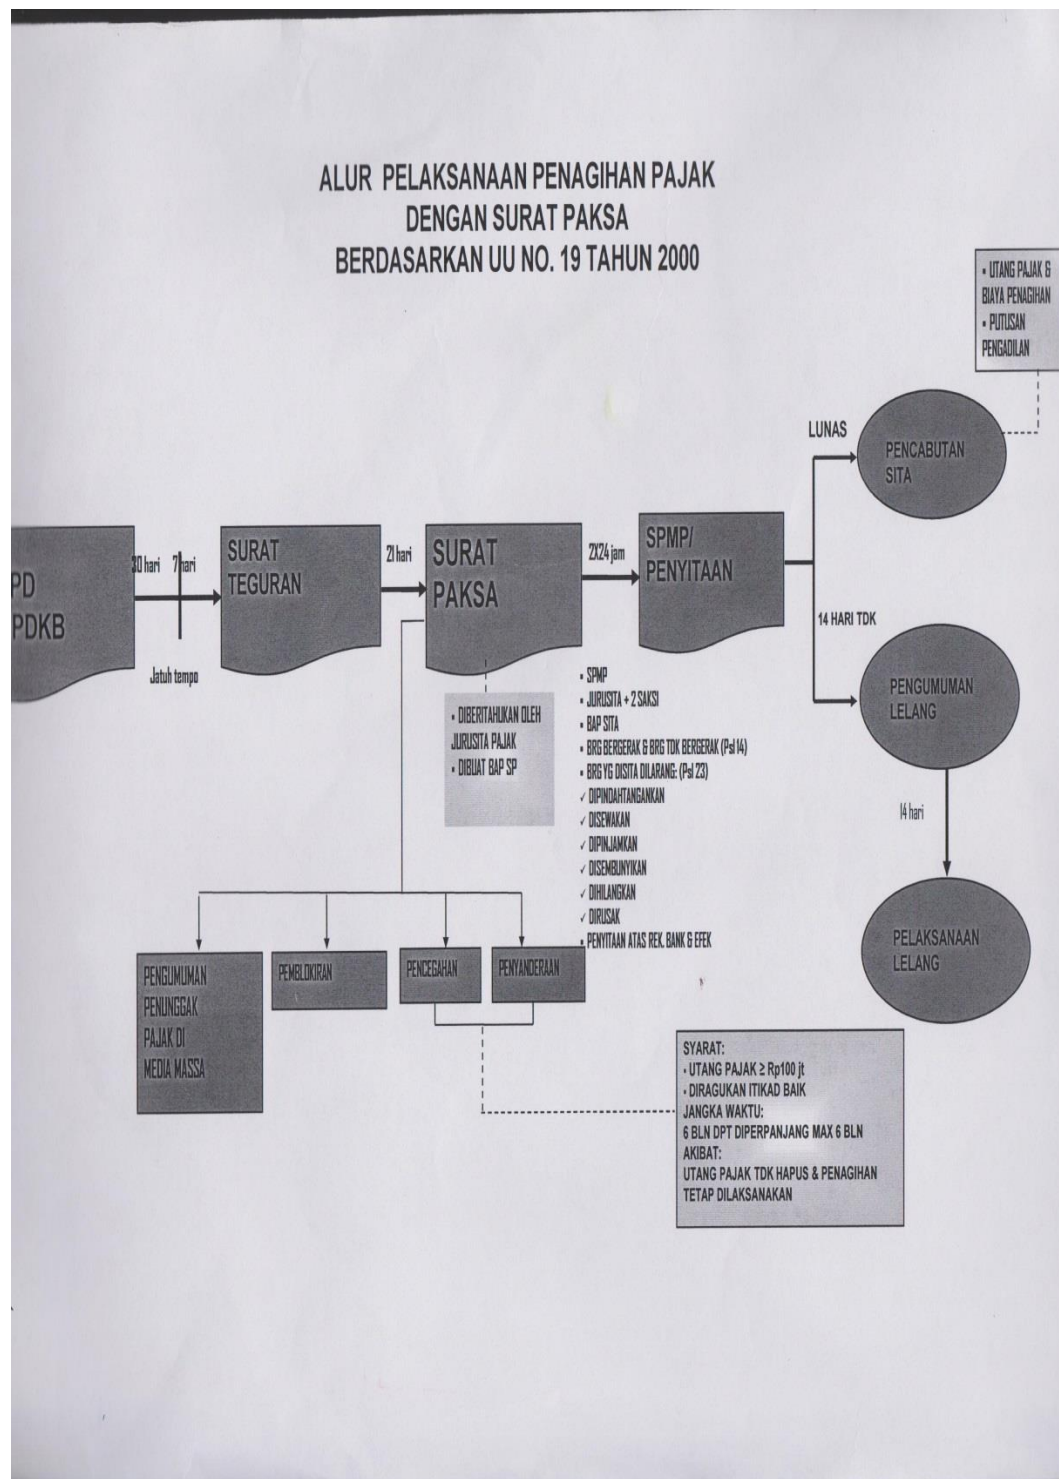 ALUR PELAKSANAAN PENAGIHAN PAJAK
DENGAN SURAT PAKSA
BERDASARKAN UU NO. 19 TAHUN 2000
▪ UTANG PAJAK &
BIAYA PENAGIHAN
▪ PUTUSAN
PENGADILAN
LUNAS
PENCABUTAN
SITA
PD
PDKB
30 hari
7 hari
Jatuh tempo
SURAT
TEGURAN
21 hari
SURAT
PAKSA
2X24 jam
SPMP/
PENYITAAN
14 HARI TDK
PENGUMUMAN
LELANG
14 hari
PELAKSANAAN
LELANG
▪ DIBERITAHUKAN OLEH
JURUSITA PAJAK
▪ DIBUAT BAP SP
▪ SPMP
▪ JURUSITA + 2 SAKSI
▪ BAP SITA
▪ BRG BERGERAK & BRG TDK BERGERAK (Psl 14)
▪ BRG YG DISITA DILARANG: (Psl 23)
✓ DIPINDAHTANGANKAN
✓ DISEWAKAN
✓ DIPINJAMKAN
✓ DISEMBUNYIKAN
✓ DIHILANGKAN
✓ DIRUSAK
▪ PENYITAAN ATAS REK. BANK & EFEK
PENGUMUMAN
PENUNGGAK
PAJAK DI
MEDIA MASSA
PEMBLOKIRAN
PENCEGAHAN
PENYANDERAAN
SYARAT:
- UTANG PAJAK ≥ Rp100 jt
- DIRAGUKAN ITIKAD BAIK
JANGKA WAKTU:
6 BLN DPT DIPERPANJANG MAX 6 BLN
AKIBAT:
UTANG PAJAK TDK HAPUS & PENAGIHAN
TETAP DILAKSANAKAN